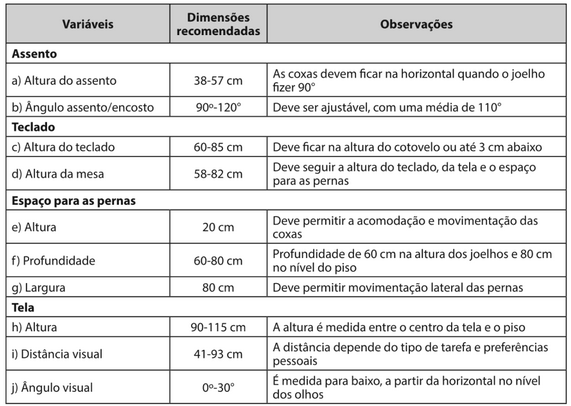 Variáveis
Dimensões
recomendadas
Observações
Assento
a) Altura do assento
38-57 cm
As coxas devem ficar na horizontal quando o joelho
fizer 90°
b) Ângulo assento/encosto
90º-120°
Deve ser ajustável, com uma média de 110°
Teclado
c) Altura do teclado
60-85 cm
Deve ficar na altura do cotovelo ou até 3 cm abaixo
d) Altura da mesa
58-82 cm
Deve seguir a altura do teclado, da tela e o espaço
para as pernas
Espaço para as pernas
e) Altura
20 cm
Deve permitir a acomodação e movimentação das
coxas
f) Profundidade
60-80 cm
Profundidade de 60 cm na altura dos joelhos e 80 cm
no nível do piso
g) Largura
80 cm
Deve permitir movimentação lateral das pernas
Tela
h) Altura
90-115 cm
A altura é medida entre o centro da tela e o piso
i) Distância visual
41-93 cm
A distância depende do tipo de tarefa e preferências
pessoais
j) Ângulo visual
0º-30°
É medida para baixo, a partir da horizontal no nível
dos olhos